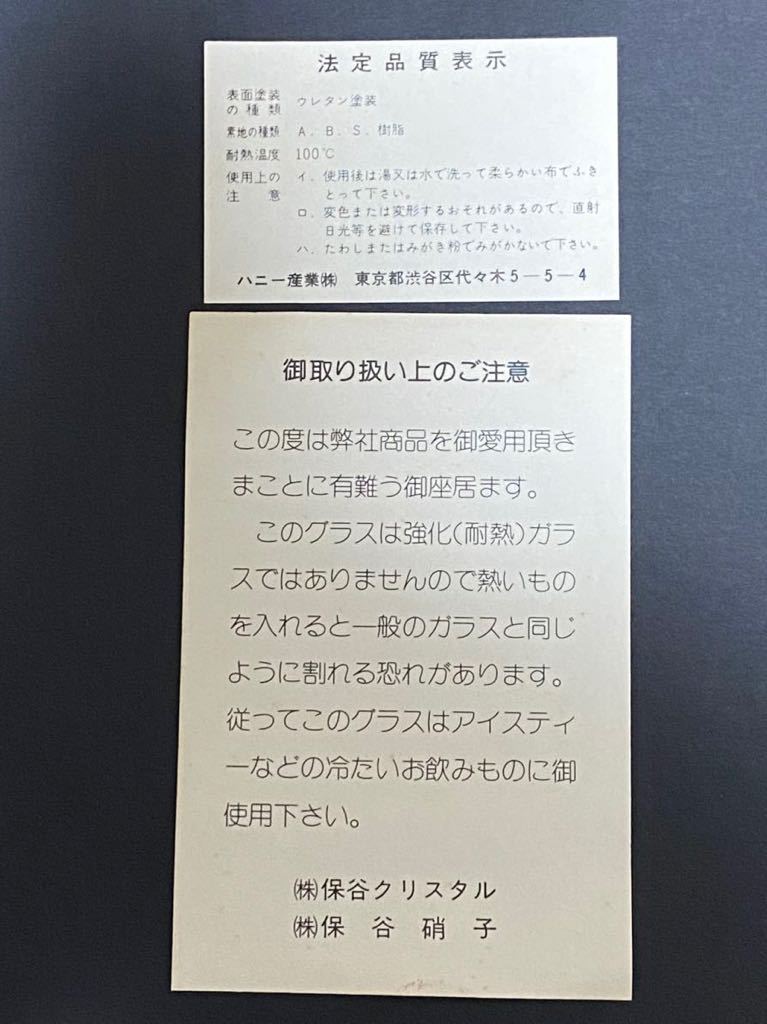 法定品質表示
表面塗装の種類 ウレタン塗装
素地の種類 A．B．S．樹脂
耐熱温度 100℃
使用上の注意 イ．使用後は湯又は水で洗って柔らかい布でふき
とって下さい。
ロ．変色または変形するおそれがあるので、直射
日光等を避けて保存して下さい。
ハ．たわしまたはみがき粉でみがかないで下さい。
ハニー産業㈱ 東京都渋谷区代々木5－5－4
御取り扱い上のご注意
この度は弊社商品を御愛用頂き
まことに有難う御座居ます。
このグラスは強化(耐熱)ガラ
スではありませんので熱いもの
を入れると一般のガラスと同じ
ように割れる恐れがあります。
従ってこのグラスはアイスティ
ーなどの冷たいお飲みものに御
使用下さい。
㈱保谷クリスタル
㈱保谷硝子